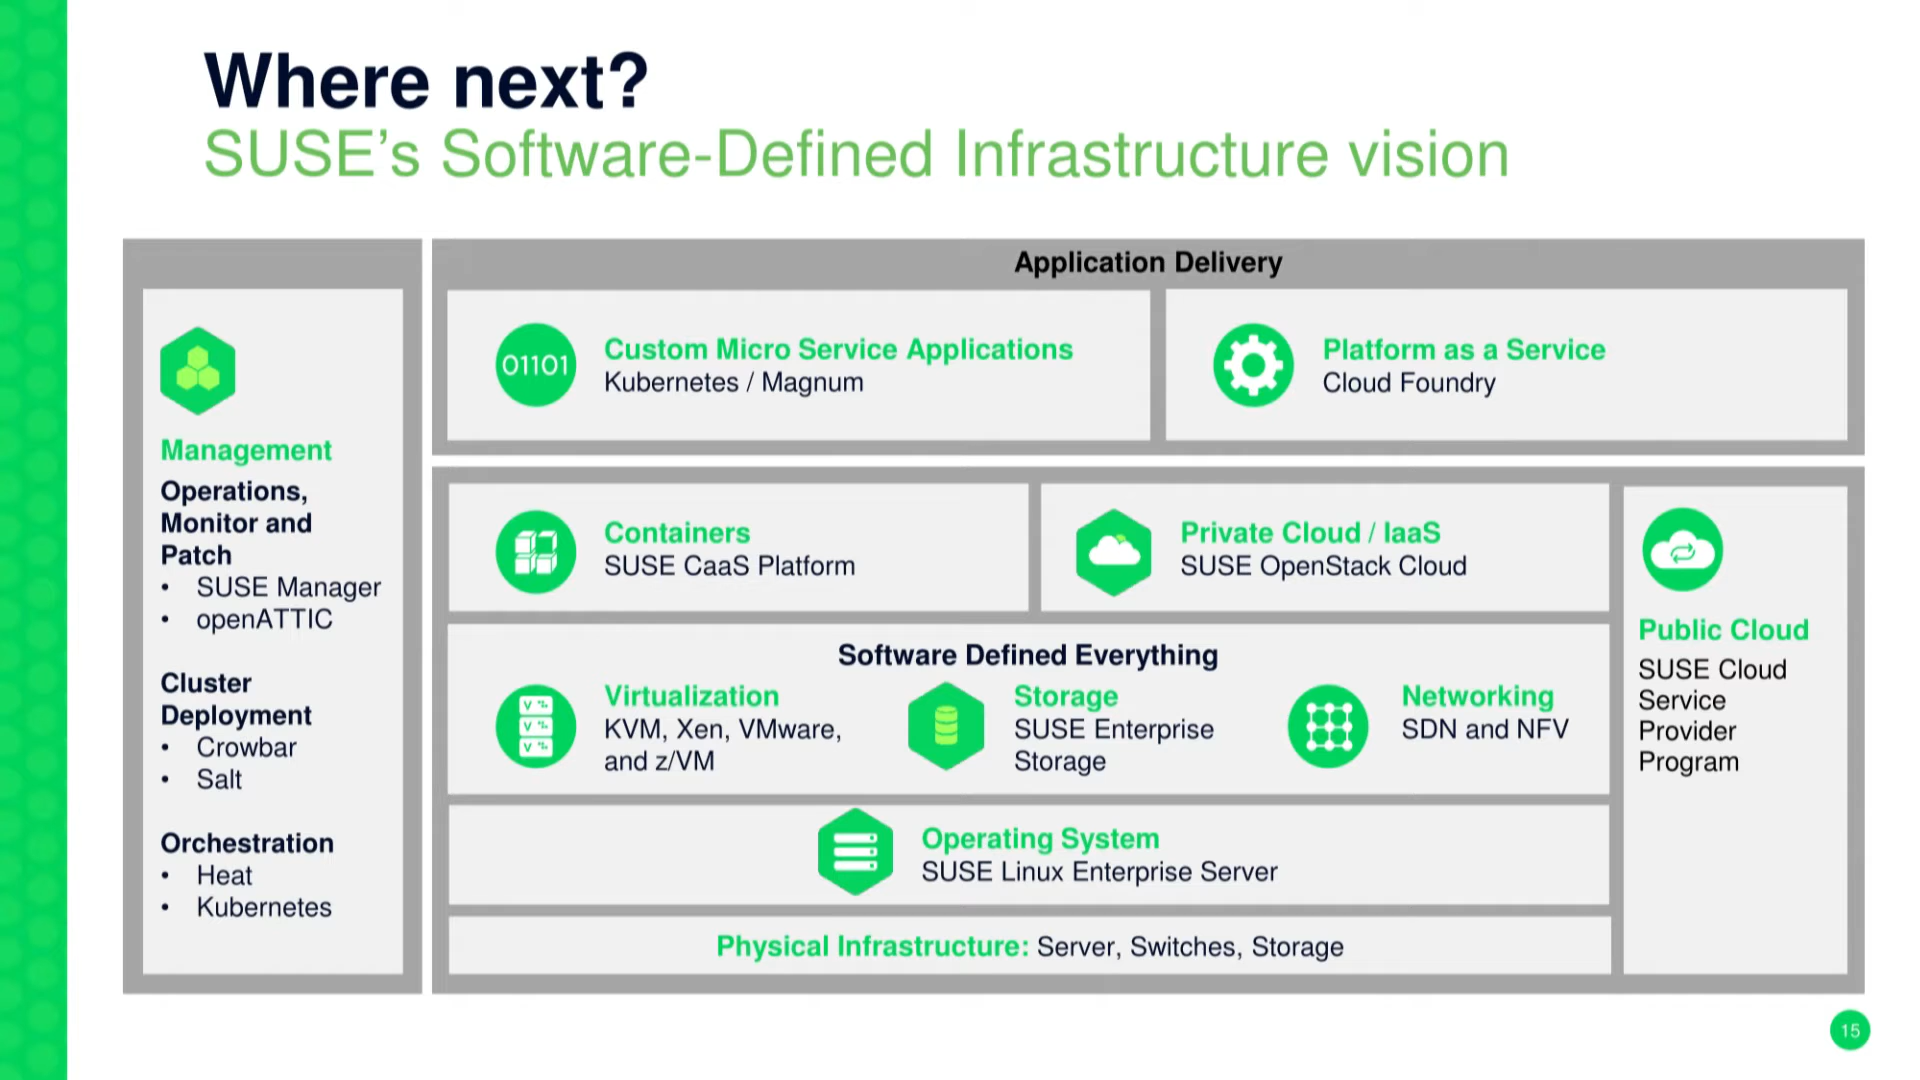 Where next?
SUSE's Software-Defined Infrastructure vision
Management
Operations,
Monitor and
Patch
• SUSE Manager
• openATTIC
Cluster
Deployment
• Crowbar
• Salt
Orchestration
• Heat
• Kubernetes
Application Delivery
01101
Custom Micro Service Applications
Kubernetes / Magnum
Platform as a Service
Cloud Foundry
Containers
SUSE CaaS Platform
Private Cloud / IaaS
SUSE OpenStack Cloud
Software Defined Everything
Virtualization
KVM, Xen, VMware,
and z/VM
Storage
SUSE Enterprise
Storage
Networking
SDN and NFV
Operating System
SUSE Linux Enterprise Server
Physical Infrastructure: Server, Switches, Storage
Public Cloud
SUSE Cloud
Service
Provider
Program
15